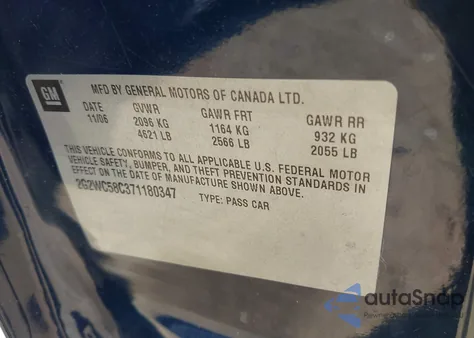 GM
MFD BY GENERAL MOTORS OF CANADA LTD.
DATE GVWR GAWR FRT GAWR RR
11/06 2096 KG 1164 KG 932 KG
4621 LB 2566 LB 2055 LB
THIS VEHICLE CONFORMS TO ALL APPLICABLE U.S. FEDERAL MOTOR
VEHICLE SAFETY, BUMPER, AND THEFT PREVENTION STANDARDS IN
EFFECT ON THE DATE OF MANUFACTURE SHOWN ABOVE.
2G2WC58C371180347 TYPE: PASS CAR
autaSnap